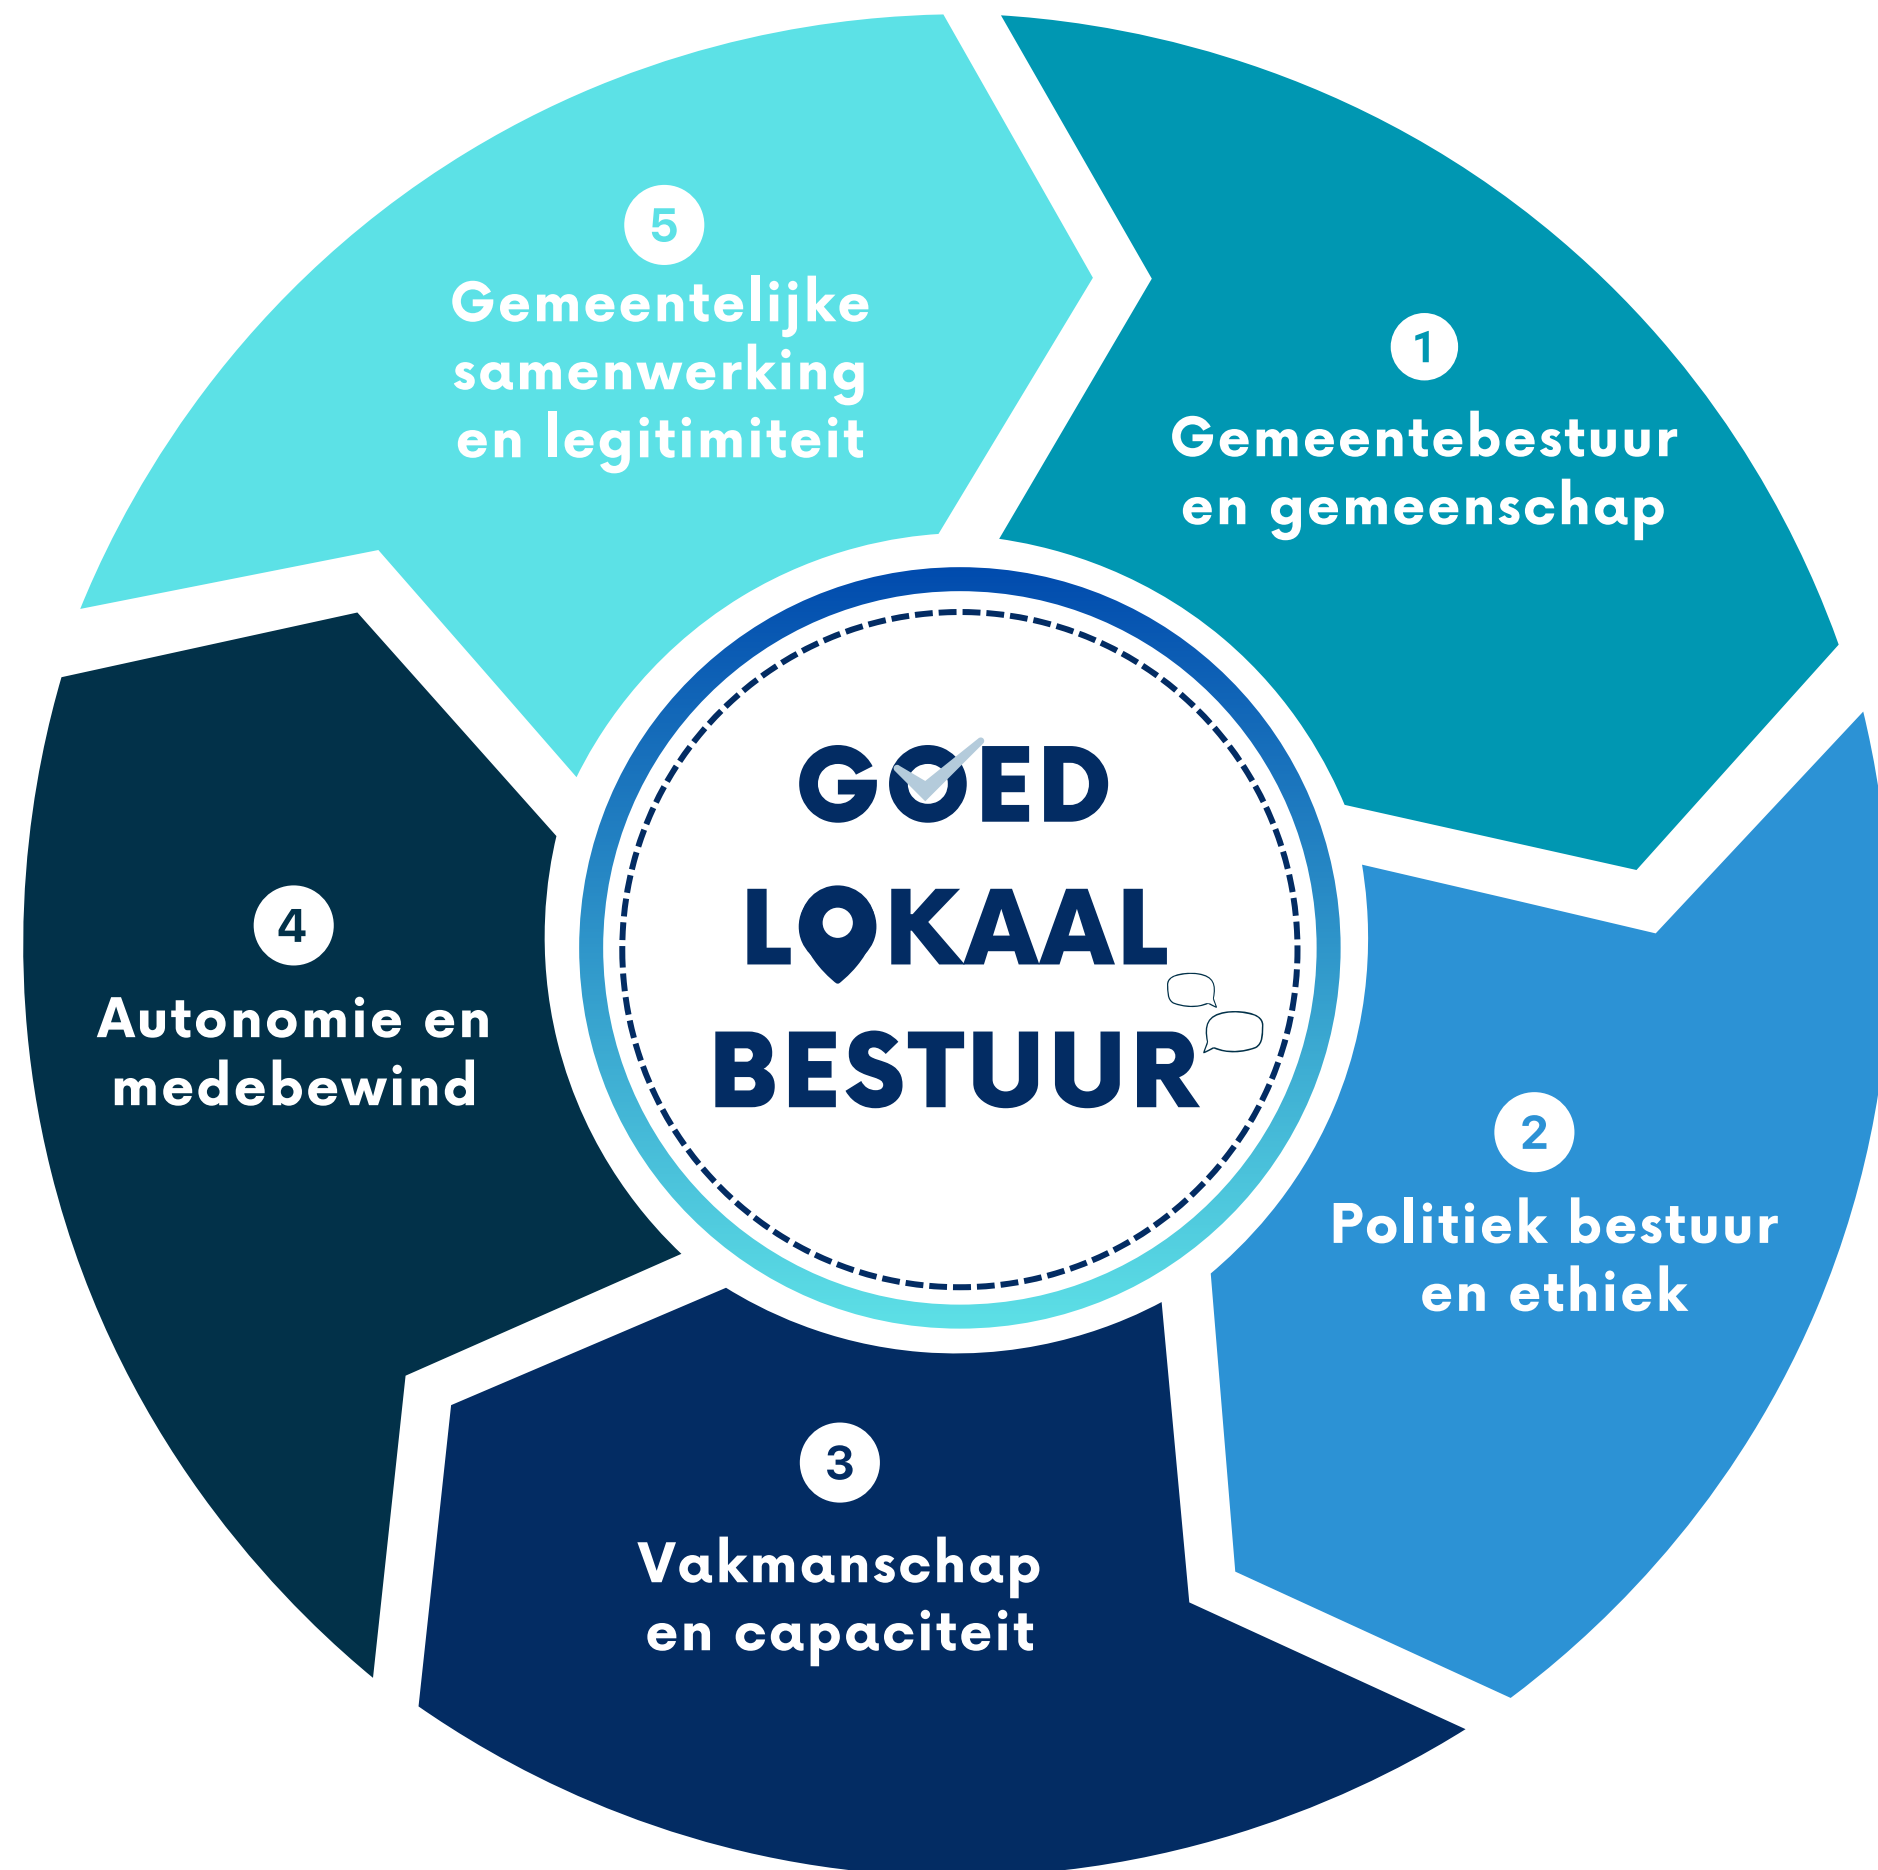 GOED
LOKAAL
BESTUUR
1
Gemeentebestuur
en gemeenschap
2
Politiek bestuur
en ethiek
3
Vakmanschap
en capaciteit
4
Autonomie en
medebewind
5
Gemeentelijke
samenwerking
en legitimiteit